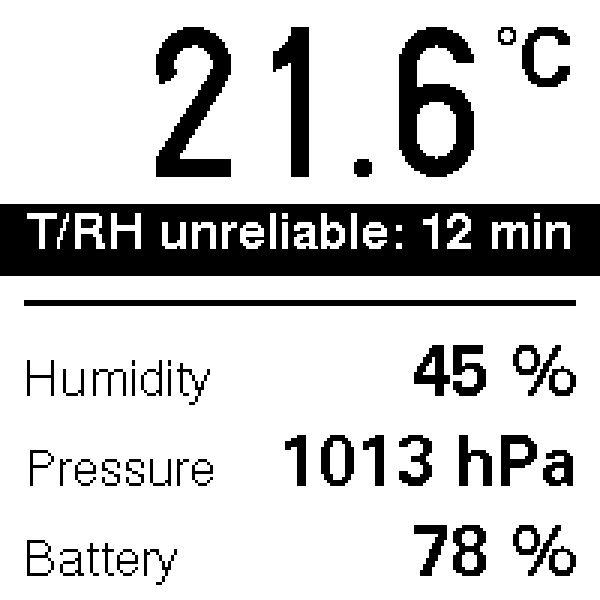 21.6 °C
T/RH unreliable: 12 min
Humidity 45 %
Pressure 1013 hPa
Battery 78 %